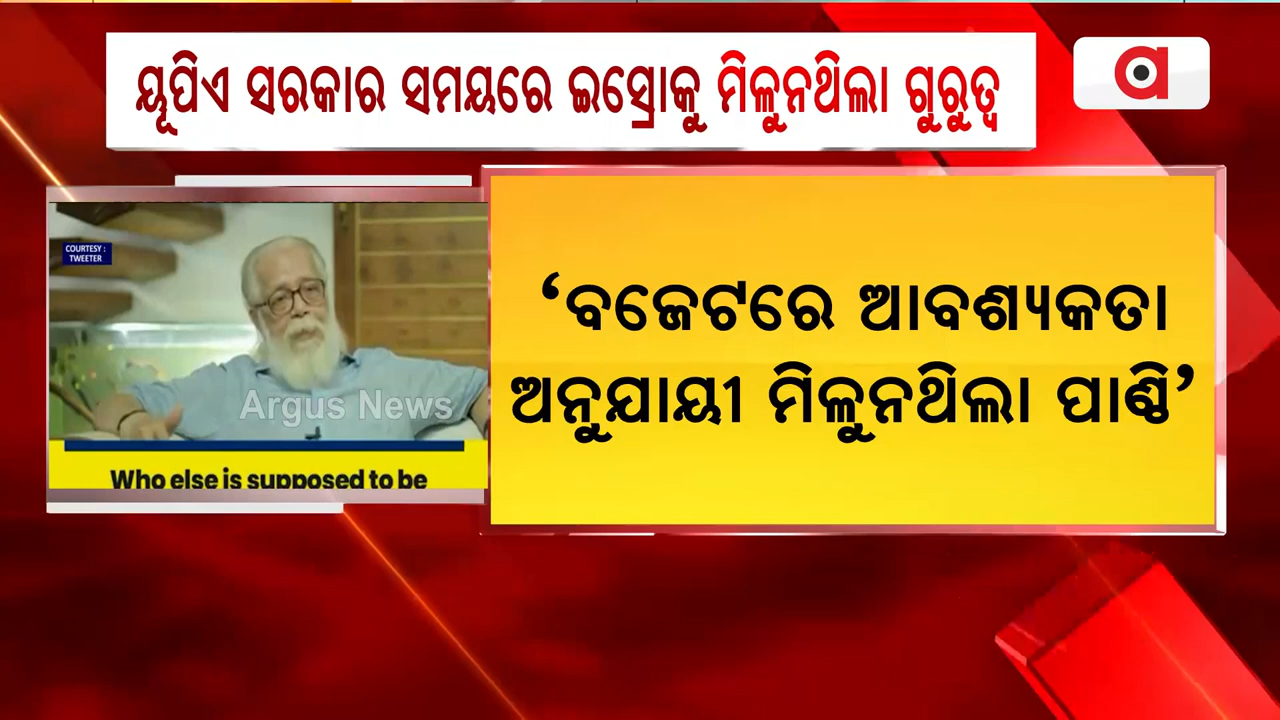 ୟୂପିଏ ସରକାର ସମୟରେ ଇସ୍ରୋକୁ ମିଳୁନଥିଲା ଗୁରୁତ୍ୱ
a
COURTESY :
TWEETER
Argus News
Who else is supposed to be
‘ବଜେଟରେ ଆବଶ୍ୟକତା
ଅନୁଯାୟୀ ମିଳୁନଥିଲା ପାଣ୍ଠି’